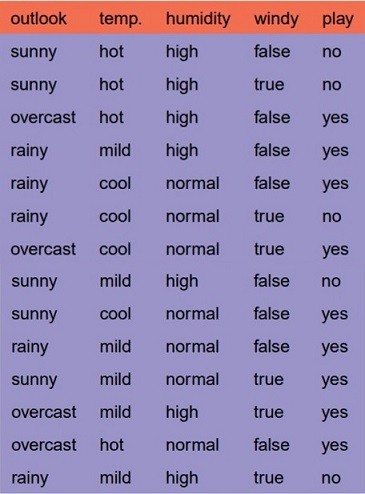 outlook temp. humidity windy play
sunny hot high false no
sunny hot high true no
overcast hot high false yes
rainy mild high false yes
rainy cool normal false yes
rainy cool normal true no
overcast cool normal true yes
sunny mild high false no
sunny cool normal false yes
rainy mild normal false yes
sunny mild normal true yes
overcast mild high true yes
overcast hot normal false yes
rainy mild high true no